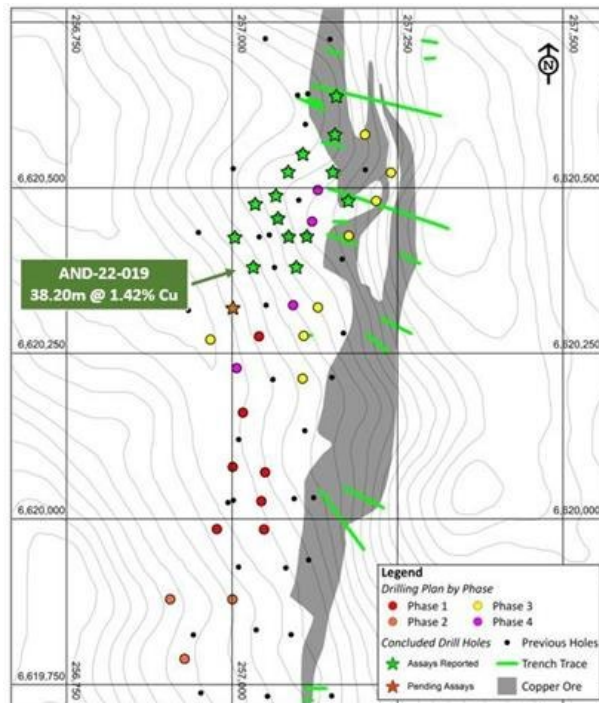 256,750
257,000
257,250
257,500
N
6,620,500
6,620,500
AND-22-019
38.20m @ 1.42% Cu
6,620,250
6,620,250
6,620,000
6,620,000
Legend
Drilling Plan by Phase
Phase 1
Phase 3
Phase 2
Phase 4
Concluded Drill Holes
Previous Holes
Assays Reported
Trench Trace
Pending Assays
Copper Ore
6,619,750
256,750
257,000